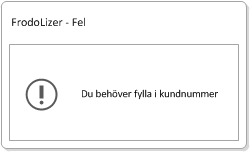 FrodoLizer - Fel
Du behöver fylla i kundnummer